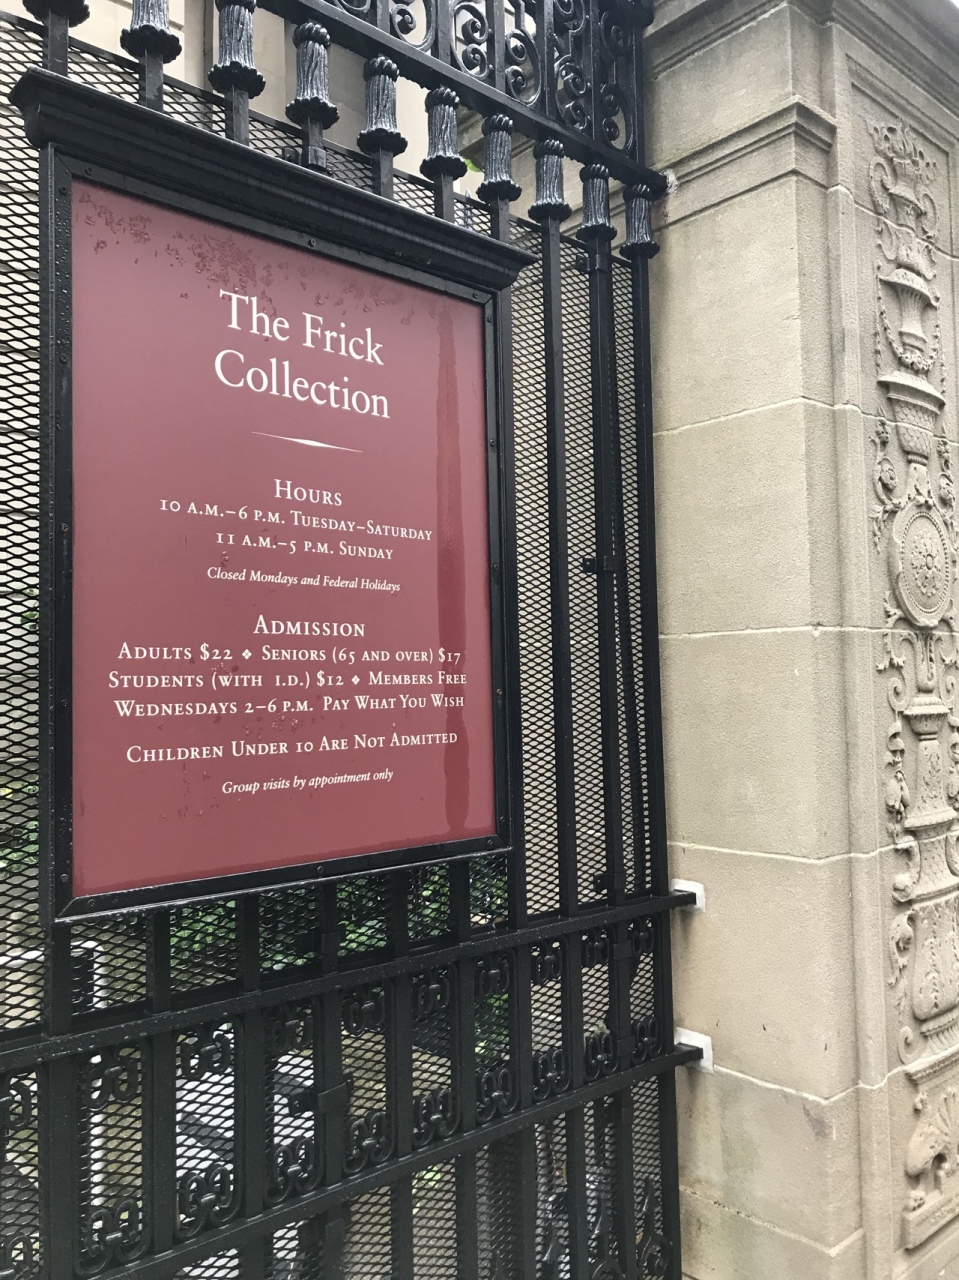 The Frick
Collection
Hours
10 A.M.–6 P.M. Tuesday–Saturday
11 A.M.–5 P.M. Sunday
Closed Mondays and Federal Holidays
Admission
Adults $22 ❖ Seniors (65 and over) $17
Students (with I.D.) $12 ❖ Members Free
Wednesdays 2–6 P.M. Pay What You Wish
Children Under 10 Are Not Admitted
Group visits by appointment only